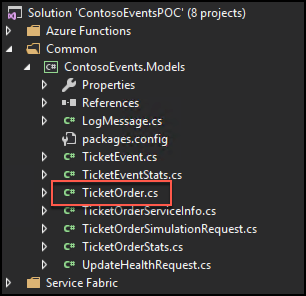 Solution 'ContosoEventsPOC' (8 projects)
Azure Functions
Common
C# ContosoEvents.Models
Properties
References
C# LogMessage.cs
packages.config
C# TicketEvent.cs
C# TicketEventStats.cs
C# TicketOrder.cs
C# TicketOrderServiceInfo.cs
C# TicketOrderSimulationRequest.cs
C# TicketOrderStats.cs
C# UpdateHealthRequest.cs
Service Fabric